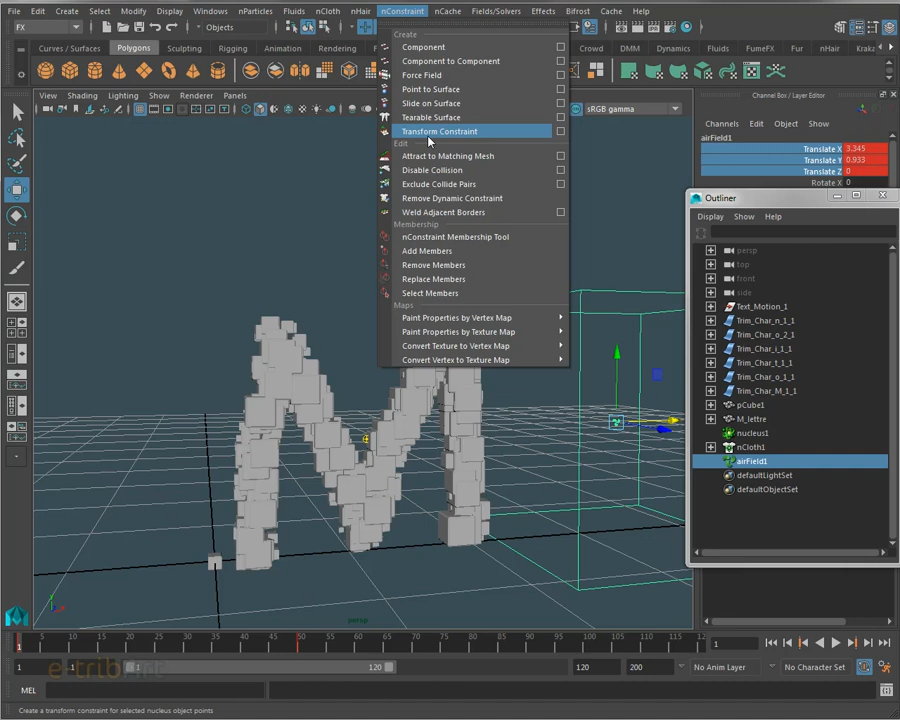 File Edit Create Select Modify Display Windows nParticles Fluids nCloth nHair nConstraint nCache Fields/Solvers Effects Bifrost Cache Help
FX Objects
Curves / Surfaces Polygons Sculpting Rigging Animation Rendering Crowd DMM Dynamics Fluids FumeFX Fur nHair Kraka
View Shading Lighting Show Renderer Panels
sRGB gamma
Create
Component
Component to Component
Force Field
Point to Surface
Slide on Surface
Tearable Surface
Transform Constraint
Edit
Attract to Matching Mesh
Disable Collision
Exclude Collide Pairs
Remove Dynamic Constraint
Weld Adjacent Borders
Membership
nConstraint Membership Tool
Add Members
Remove Members
Replace Members
Select Members
Maps
Paint Properties by Vertex Map
Paint Properties by Texture Map
Convert Texture to Vertex Map
Convert Vertex to Texture Map
Channel Box / Layer Editor
Channels Edit Object Show
airField1
Translate X 3.345
Translate Y 0.933
Translate Z 0
Rotate X 0
Outliner
Display Show Help
persp
top
front
side
Text_Motion_1
Trim_Char_n_1_1
Trim_Char_o_2_1
Trim_Char_i_1_1
Trim_Char_t_1_1
Trim_Char_o_1_1
Trim_Char_M_1_1
pCube1
M_lettre
nucleus1
nCloth1
airField1
defaultLightSet
defaultObjectSet
persp
1 5 10 15 20 25 30 35 40 45 50 55 60 65 70 75 80 85 90 95 100 105 110 115 12
1
1 1 1 120 120 200 No Anim Layer No Character Set
MEL
Create a transform constraint for selected nucleus object points